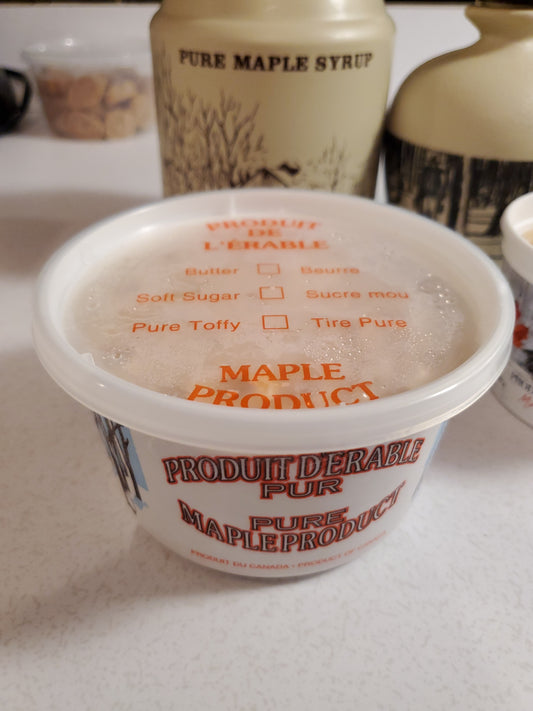 PURE MAPLE SYRUP
PRODUIT
DE
L'ÉRABLE
Butter Beurre
Soft Sugar Sucre mou
Pure Toffy Tire Pure
MAPLE
PRODUCT
PRODUIT D'ÉRABLE
PUR
PURE
MAPLE PRODUCT
PRODUIT DU CANADA • PRODUCT OF CANADA